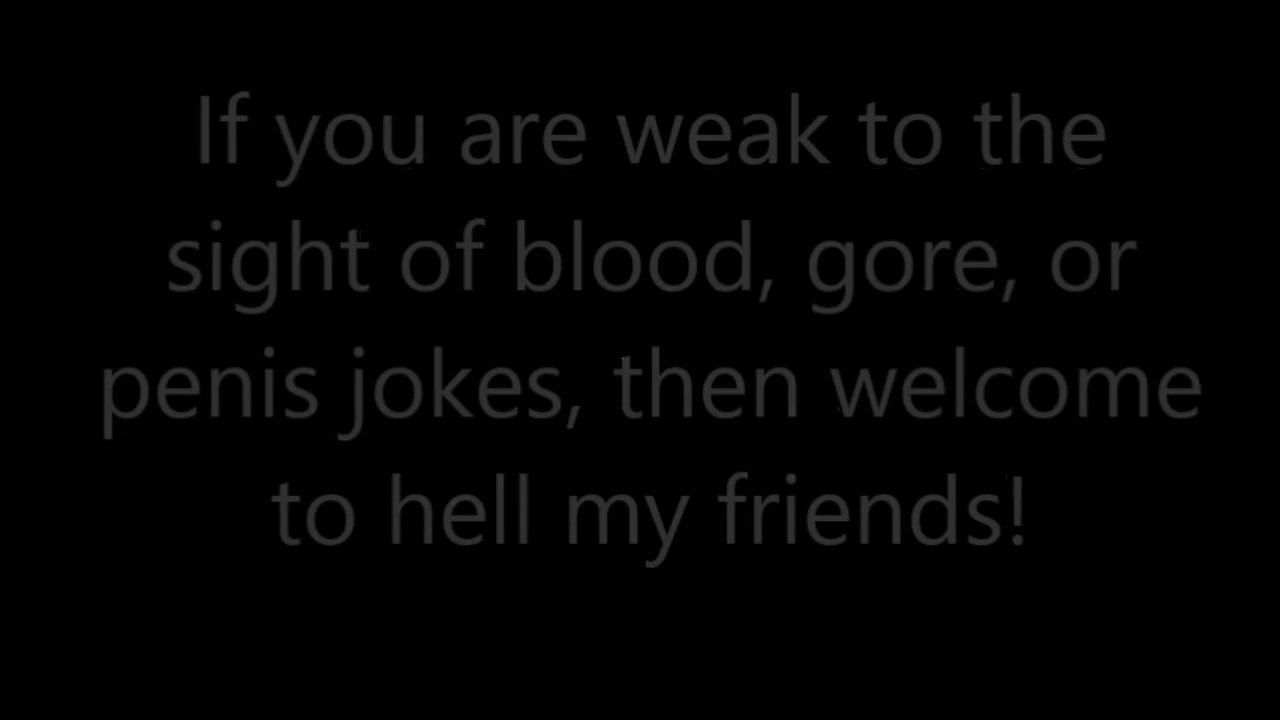 If you are weak to the
sight of blood, gore, or
penis jokes, then welcome
to hell my friends!